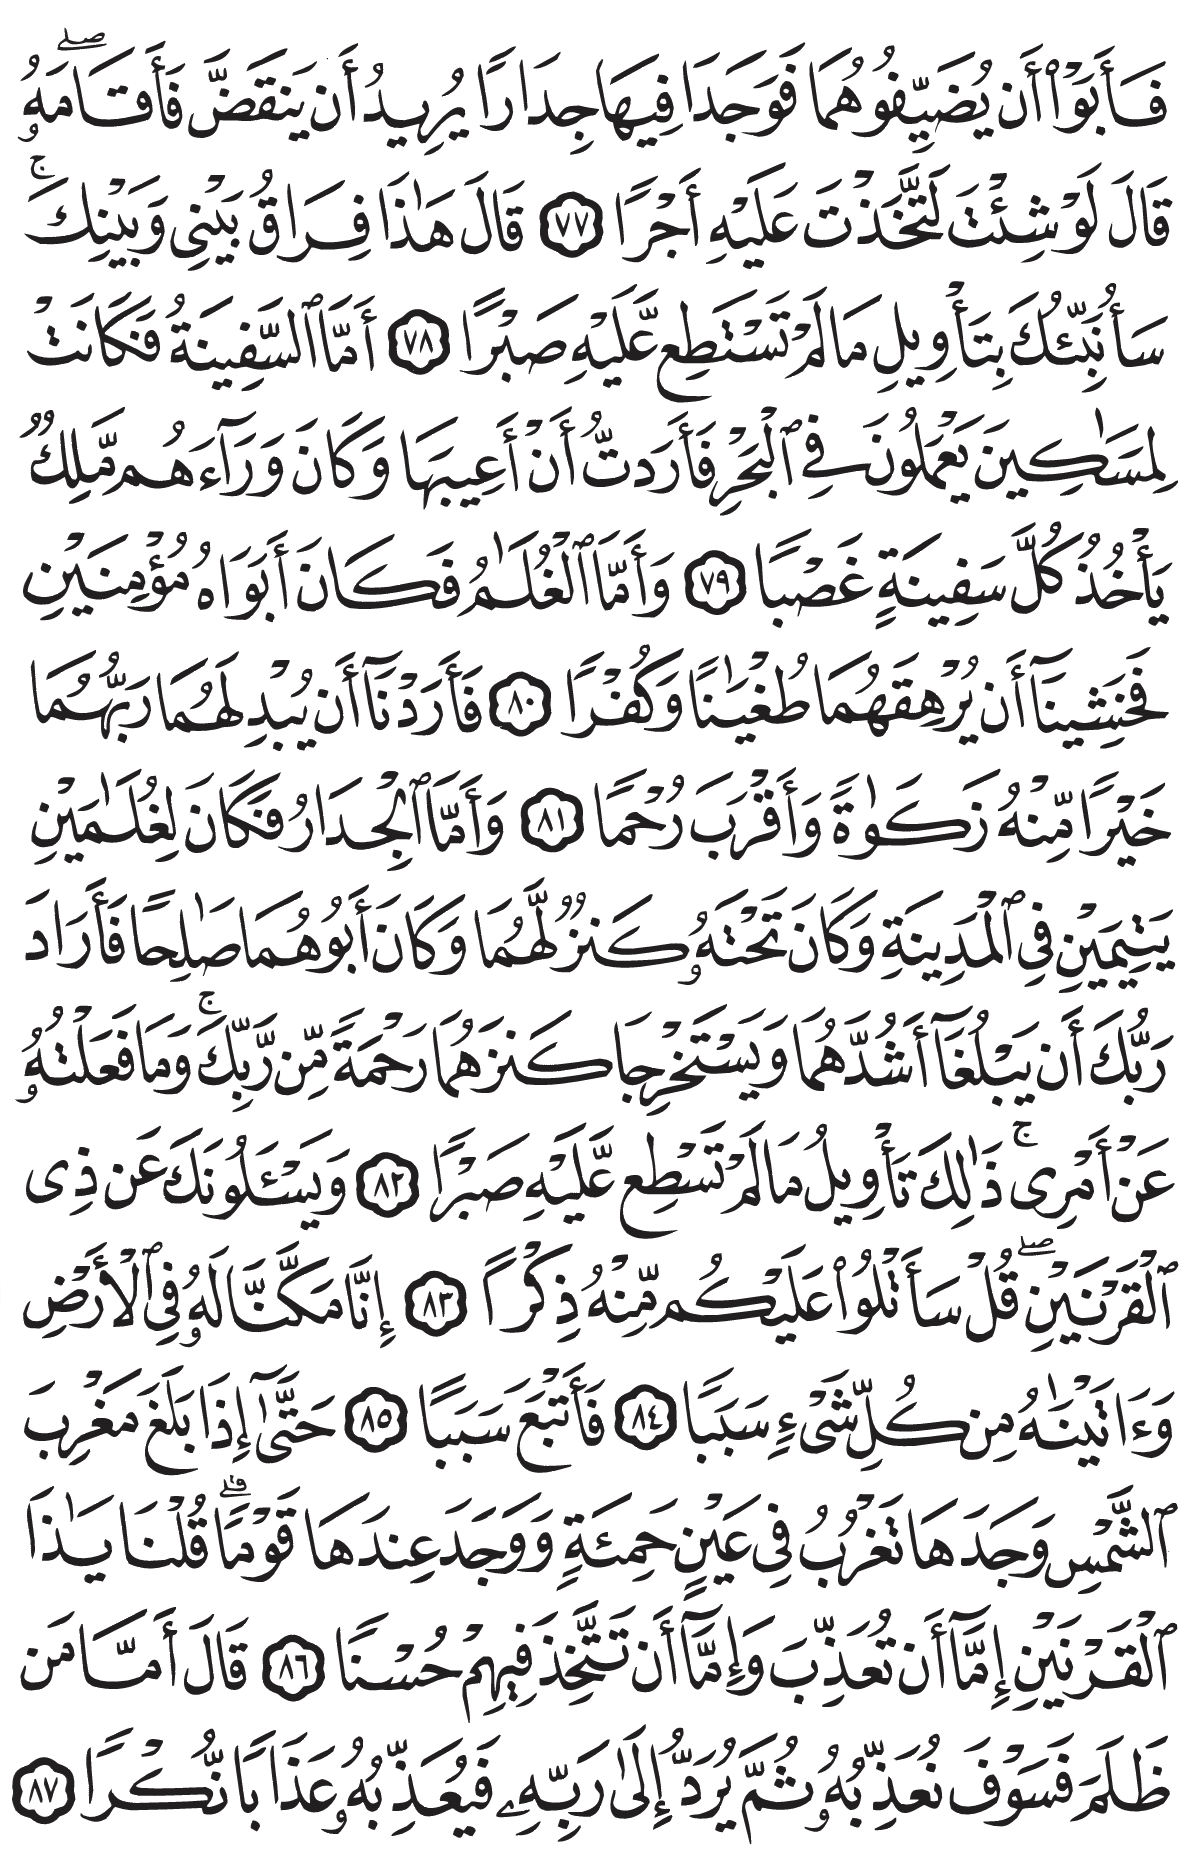 فَأَبَوْاْ أَن يُضَيِّفُوهُمَا فَوَجَدَا فِيهَا جِدَارًا يُرِيدُ أَن يَنقَضَّ فَأَقَامَهُۥ ۖ
قَالَ لَوْ شِئْتَ لَتَّخَذْتَ عَلَيْهِ أَجْرًا ٧٧ قَالَ هَٰذَا فِرَاقُ بَيْنِى وَبَيْنِكَ ۚ
سَأُنَبِّئُكَ بِتَأْوِيلِ مَا لَمْ تَسْتَطِع عَّلَيْهِ صَبْرًا ٧٨ أَمَّا ٱلسَّفِينَةُ فَكَانَتْ
لِمَسَٰكِينَ يَعْمَلُونَ فِى ٱلْبَحْرِ فَأَرَدتُّ أَنْ أَعِيبَهَا وَكَانَ وَرَآءَهُم مَّلِكٌ
يَأْخُذُ كُلَّ سَفِينَةٍ غَصْبًا ٧٩ وَأَمَّا ٱلْغُلَٰمُ فَكَانَ أَبَوَاهُ مُؤْمِنَيْنِ
فَخَشِينَآ أَن يُرْهِقَهُمَا طُغْيَٰنًا وَكُفْرًا ٨٠ فَأَرَدْنَآ أَن يُبْدِلَهُمَا رَبُّهُمَا
خَيْرًا مِّنْهُ زَكَوٰةً وَأَقْرَبَ رُحْمًا ٨١ وَأَمَّا ٱلْجِدَارُ فَكَانَ لِغُلَٰمَيْنِ
يَتِيمَيْنِ فِى ٱلْمَدِينَةِ وَكَانَ تَحْتَهُۥ كَنزٌ لَّهُمَا وَكَانَ أَبُوهُمَا صَٰلِحًا فَأَرَادَ
رَبُّكَ أَن يَبْلُغَآ أَشُدَّهُمَا وَيَسْتَخْرِجَا كَنزَهُمَا رَحْمَةً مِّن رَّبِّكَ ۚ وَمَا فَعَلْتُهُۥ
عَنْ أَمْرِى ۚ ذَٰلِكَ تَأْوِيلُ مَا لَمْ تَسْطِع عَّلَيْهِ صَبْرًا ٨٢ وَيَسْـَٔلُونَكَ عَن ذِى
ٱلْقَرْنَيْنِ ۖ قُلْ سَأَتْلُواْ عَلَيْكُم مِّنْهُ ذِكْرًا ٨٣ إِنَّا مَكَّنَّا لَهُۥ فِى ٱلْأَرْضِ
وَءَاتَيْنَٰهُ مِن كُلِّ شَىْءٍ سَبَبًا ٨٤ فَأَتْبَعَ سَبَبًا ٨٥ حَتَّىٰٓ إِذَا بَلَغَ مَغْرِبَ
ٱلشَّمْسِ وَجَدَهَا تَغْرُبُ فِى عَيْنٍ حَمِئَةٍ وَوَجَدَ عِندَهَا قَوْمًا ۗ قُلْنَا يَٰذَا
ٱلْقَرْنَيْنِ إِمَّآ أَن تُعَذِّبَ وَإِمَّآ أَن تَتَّخِذَ فِيهِمْ حُسْنًا ٨٦ قَالَ أَمَّا مَن
ظَلَمَ فَسَوْفَ نُعَذِّبُهُۥ ثُمَّ يُرَدُّ إِلَىٰ رَبِّهِۦ فَيُعَذِّبُهُۥ عَذَابًا نُّكْرًا ٨٧